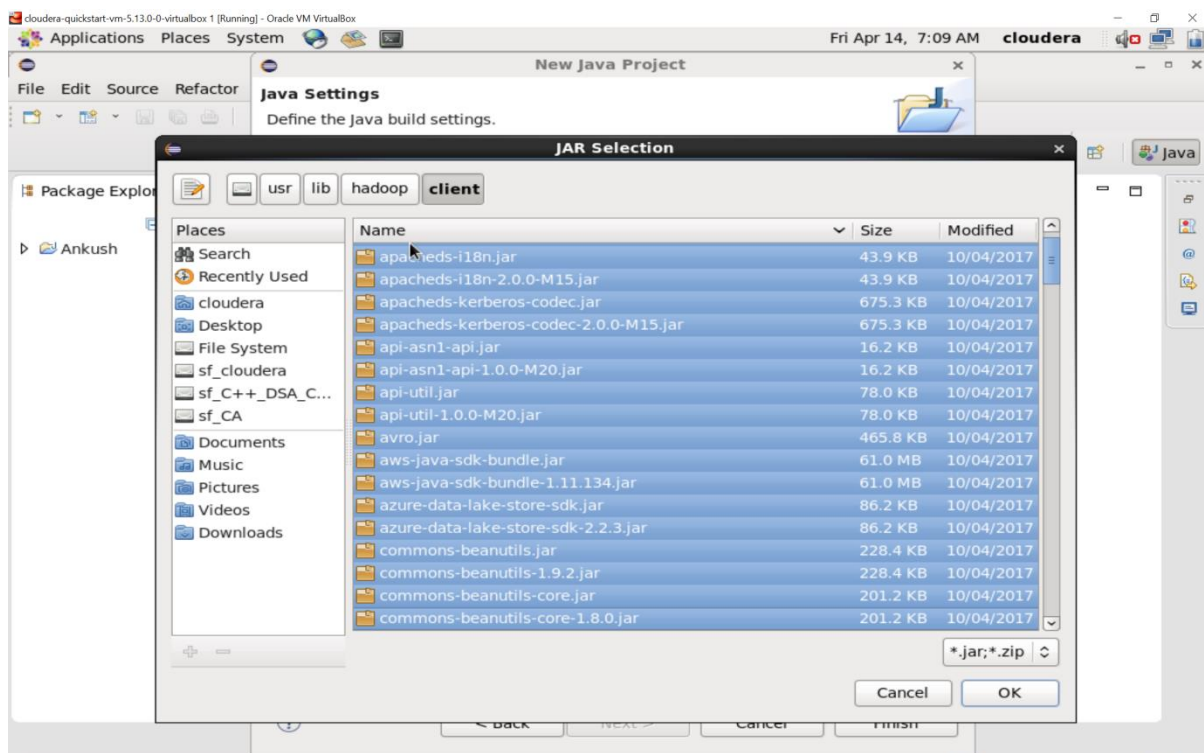 cloudera-quickstart-vm-5.13.0-0-virtualbox 1 [Running] - Oracle VM VirtualBox
Applications Places System Fri Apr 14, 7:09 AM cloudera
New Java Project
File Edit Source Refactor
Java Settings
Define the Java build settings.
JAR Selection
Java
Package Explor
usr lib hadoop client
Ankush
Places
Search
Recently Used
cloudera
Desktop
File System
sf_cloudera
sf_C++_DSA_C...
sf_CA
Documents
Music
Pictures
Videos
Downloads
Name Size Modified
apacheds-i18n.jar 43.9 KB 10/04/2017
apacheds-i18n-2.0.0-M15.jar 43.9 KB 10/04/2017
apacheds-kerberos-codec.jar 675.3 KB 10/04/2017
apacheds-kerberos-codec-2.0.0-M15.jar 675.3 KB 10/04/2017
api-asn1-api.jar 16.2 KB 10/04/2017
api-asn1-api-1.0.0-M20.jar 16.2 KB 10/04/2017
api-util.jar 78.0 KB 10/04/2017
api-util-1.0.0-M20.jar 78.0 KB 10/04/2017
avro.jar 465.8 KB 10/04/2017
aws-java-sdk-bundle.jar 61.0 MB 10/04/2017
aws-java-sdk-bundle-1.11.134.jar 61.0 MB 10/04/2017
azure-data-lake-store-sdk.jar 86.2 KB 10/04/2017
azure-data-lake-store-sdk-2.2.3.jar 86.2 KB 10/04/2017
commons-beanutils.jar 228.4 KB 10/04/2017
commons-beanutils-1.9.2.jar 228.4 KB 10/04/2017
commons-beanutils-core.jar 201.2 KB 10/04/2017
commons-beanutils-core-1.8.0.jar 201.2 KB 10/04/2017
*.jar;*.zip
Cancel OK
< Back Next > Cancel Finish